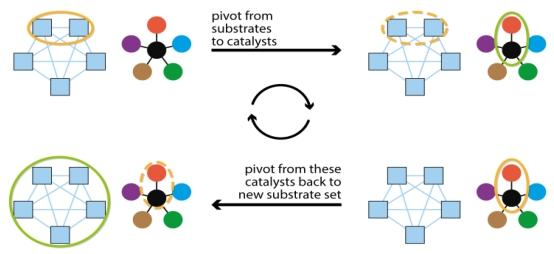 pivot from
substrates
to catalysts
pivot from these
catalysts back to
new substrate set